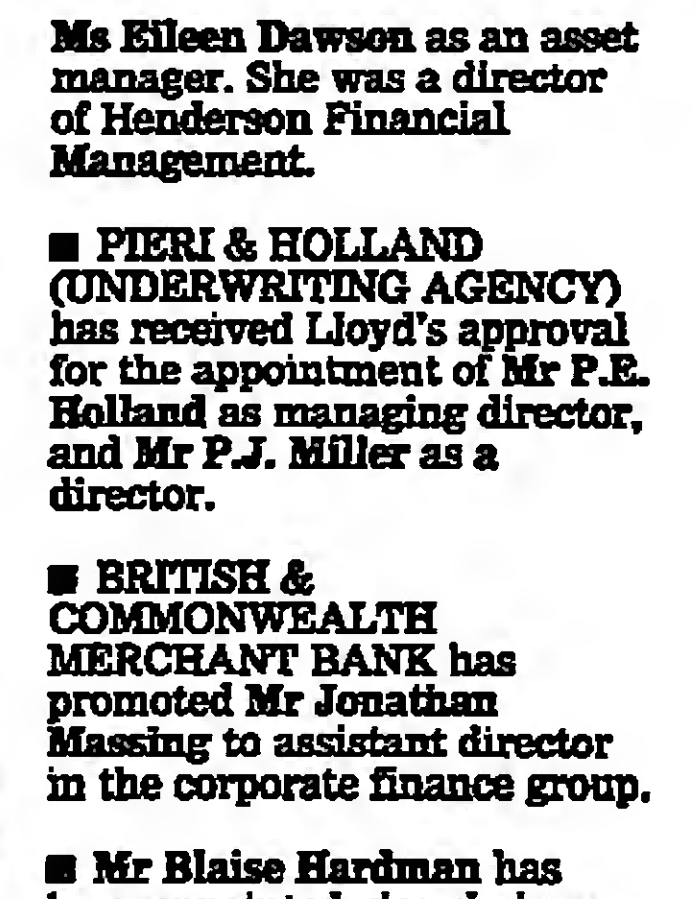 Ms Eileen Dawson as an asset
manager. She was a director
of Henderson Financial
Management.
■ PIERI & HOLLAND
(UNDERWRITING AGENCY)
has received Lloyd's approval
for the appointment of Mr P.E.
Holland as managing director,
and Mr P.J. Miller as a
director.
■ BRITISH &
COMMONWEALTH
MERCHANT BANK has
promoted Mr Jonathan
Massing to assistant director
in the corporate finance group.
■ Mr Blaise Hardman has